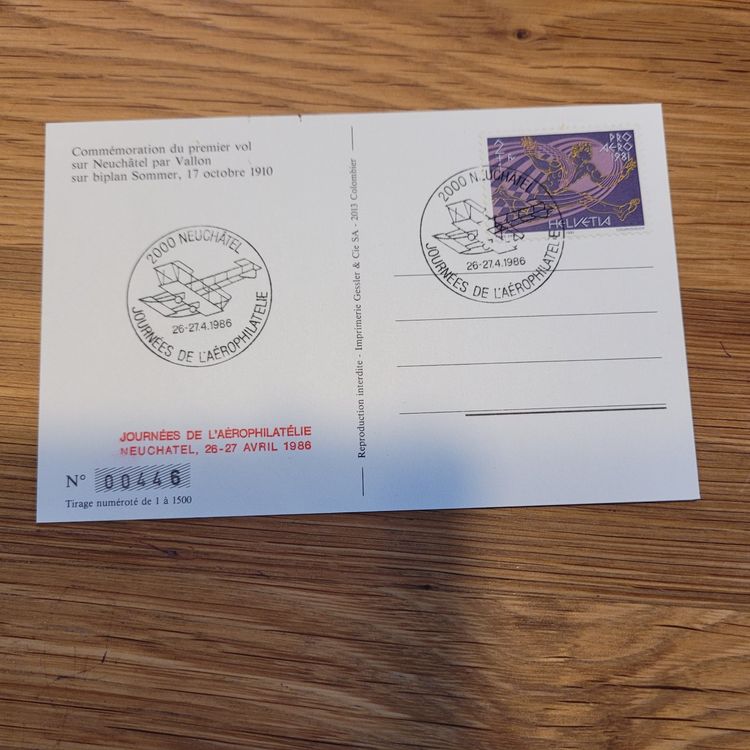 Commémoration du premier vol
sur Neuchâtel par Vallon
sur biplan Sommer, 17 octobre 1910
2000 NEUCHÂTEL
26-27.4.1986
JOURNÉES DE L'AÉROPHILATÉLIE
JOURNÉES DE L'AÉROPHILATÉLIE
NEUCHATEL, 26-27 AVRIL 1986
N° 00446
Tirage numéroté de 1 à 1500
Reproduction interdite - Imprimerie Gessler & Cie SA - 2013 Colombier
PRO
AERO
1981
HELVETIA
2000 NEUCHÂTEL
26-27.4.1986
JOURNÉES DE L'AÉROPHILATÉLIE